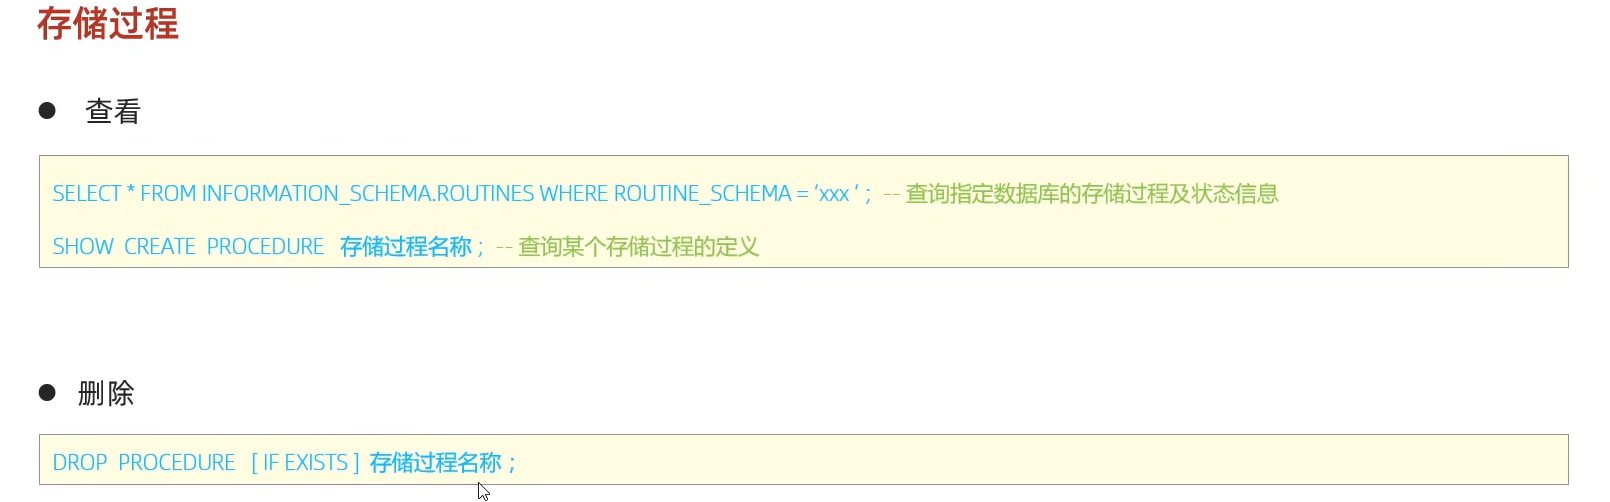 存储过程
● 查看
SELECT * FROM INFORMATION_SCHEMA.ROUTINES WHERE ROUTINE_SCHEMA = ‘xxx ‘ ; -- 查询指定数据库的存储过程及状态信息
SHOW CREATE PROCEDURE 存储过程名称 ; -- 查询某个存储过程的定义
● 删除
DROP PROCEDURE [ IF EXISTS ] 存储过程名称 ;